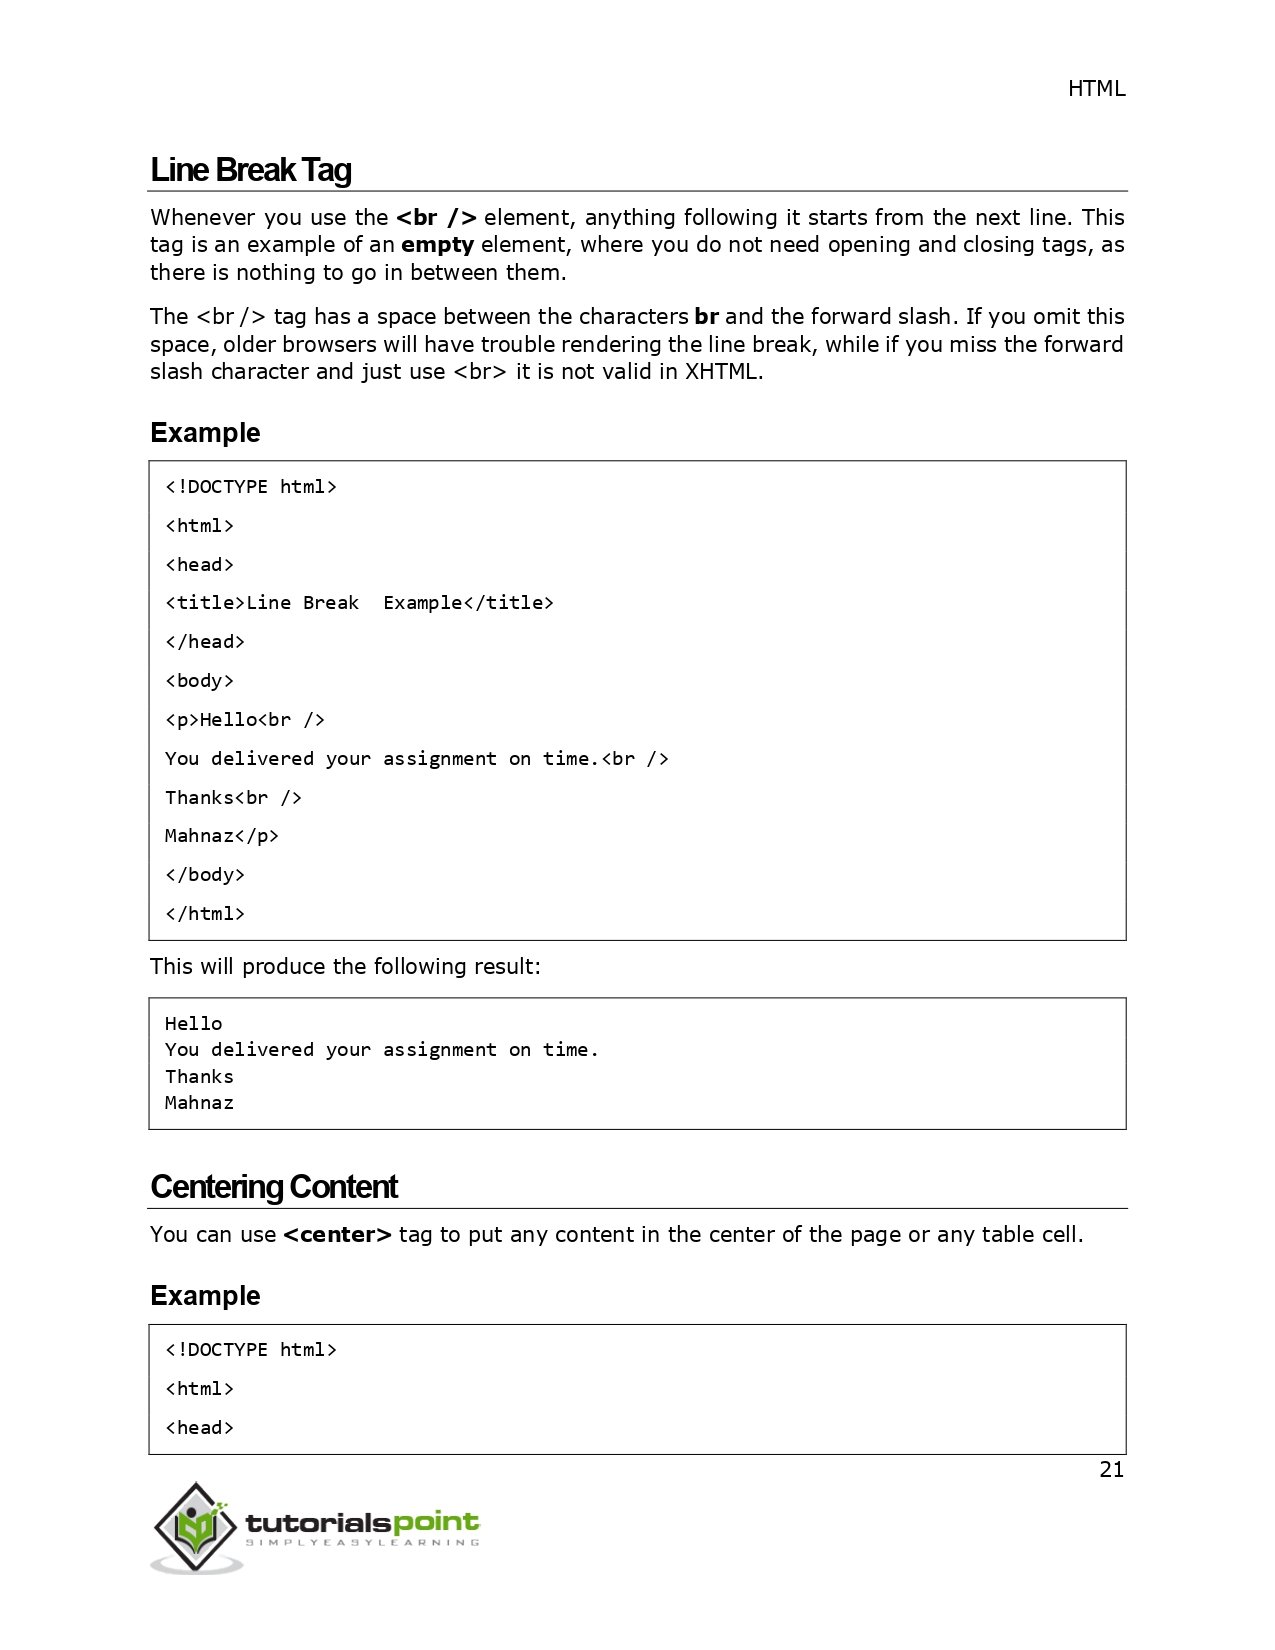 HTML
Line Break Tag
Whenever you use the <br /> element, anything following it starts from the next line. This
tag is an example of an empty element, where you do not need opening and closing tags, as
there is nothing to go in between them.
The <br /> tag has a space between the characters br and the forward slash. If you omit this
space, older browsers will have trouble rendering the line break, while if you miss the forward
slash character and just use <br> it is not valid in XHTML.
Example
<!DOCTYPE html>
<html>
<head>
<title>Line Break  Example</title>
</head>
<body>
<p>Hello<br />
You delivered your assignment on time.<br />
Thanks<br />
Mahnaz</p>
</body>
</html>
This will produce the following result:
Hello
You delivered your assignment on time.
Thanks
Mahnaz
Centering Content
You can use <center> tag to put any content in the center of the page or any table cell.
Example
<!DOCTYPE html>
<html>
<head>
21
tutorialspoint
SIMPLYEASYLEARNING